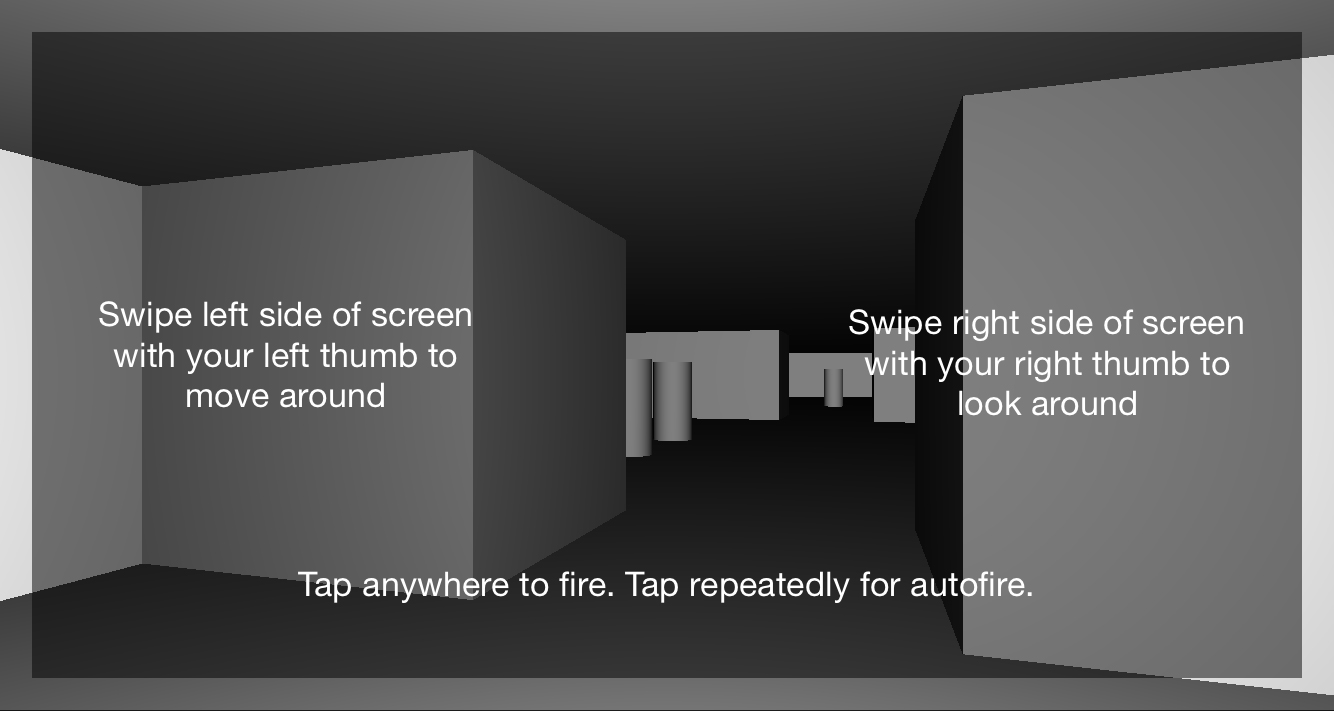 Swipe left side of screen
with your left thumb to
move around
Swipe right side of screen
with your right thumb to
look around
Tap anywhere to fire. Tap repeatedly for autofire.